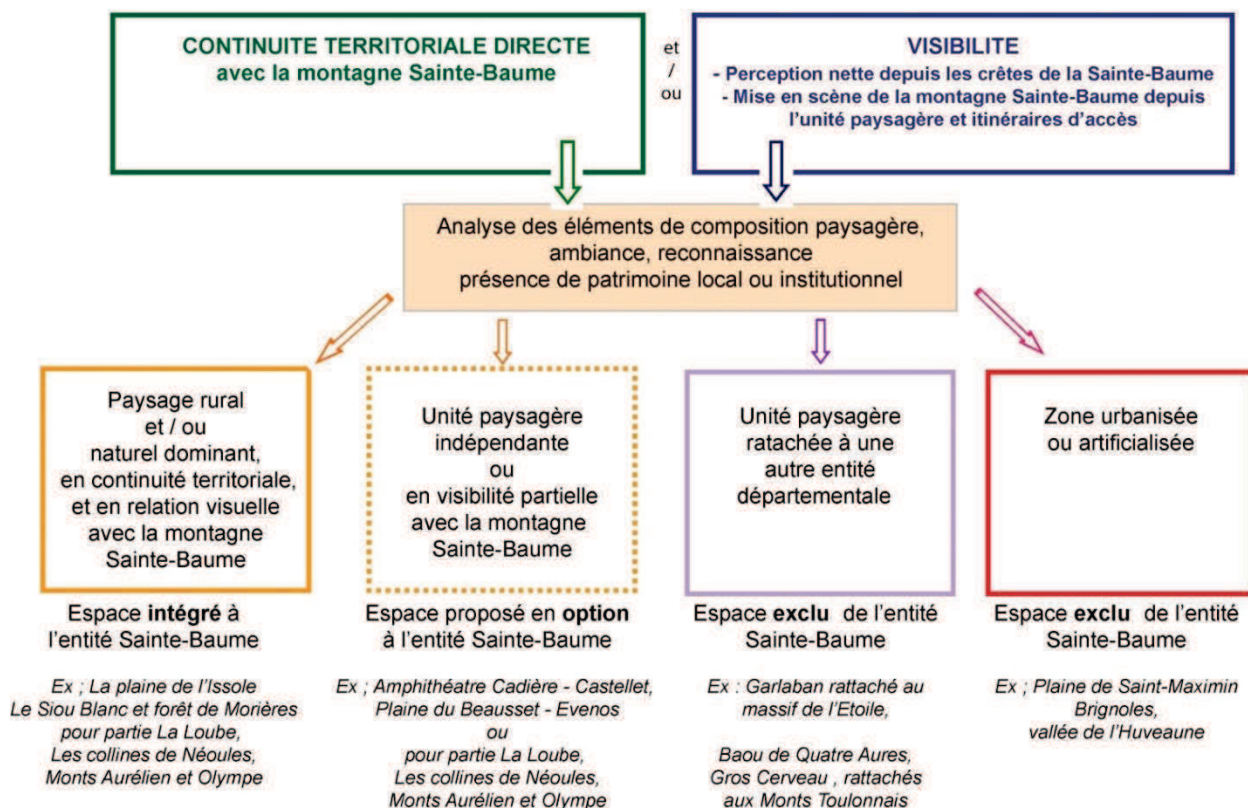 CONTINUITE TERRITORIALE DIRECTE
avec la montagne Sainte-Baume
et
/
ou
VISIBILITE
- Perception nette depuis les crêtes de la Sainte-Baume
- Mise en scène de la montagne Sainte-Baume depuis
l'unité paysagère et itinéraires d'accès
Analyse des éléments de composition paysagère,
ambiance, reconnaissance
présence de patrimoine local ou institutionnel
Paysage rural
et / ou
naturel dominant,
en continuité territoriale,
et en relation visuelle
avec la montagne
Sainte-Baume
Espace intégré à
l'entité Sainte-Baume
Ex ; La plaine de l'Issole
Le Siou Blanc et forêt de Morières
pour partie La Loube,
Les collines de Néoules,
Monts Aurélien et Olympe
Unité paysagère
indépendante
ou
en visibilité partielle
avec la montagne
Sainte-Baume
Espace proposé en option
à l'entité Sainte-Baume
Ex ; Amphithéatre Cadière - Castellet,
Plaine du Beausset - Evenos
ou
pour partie La Loube,
Les collines de Néoules,
Monts Aurélien et Olympe
Unité paysagère
ratachée à une
autre entité
départementale
Espace exclu de l'entité
Sainte-Baume
Ex : Garlaban rattaché au
massif de l'Etoile,
Baou de Quatre Aures,
Gros Cerveau , rattachés
aux Monts Toulonnais
Zone urbanisée
ou artificialisée
Espace exclu de l'entité
Sainte-Baume
Ex ; Plaine de Saint-Maximin
Brignoles,
vallée de l'Huveaune